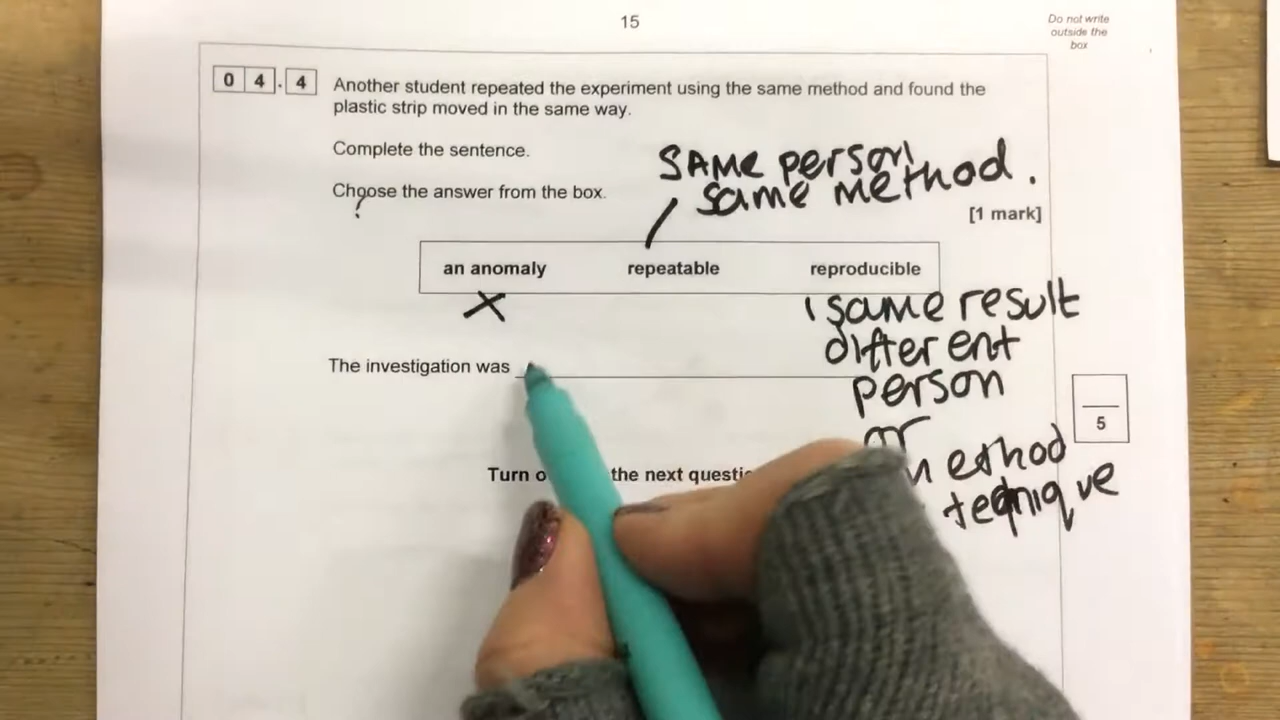 15
Do not write
outside the
box
0 4 . 4
Another student repeated the experiment using the same method and found the
plastic strip moved in the same way.
Complete the sentence.
Choose the answer from the box.
?
SAME person
same method.
[1 mark]
an anomaly repeatable reproducible
X
same result
different
person
or
method
The investigation was
5
Turn the next